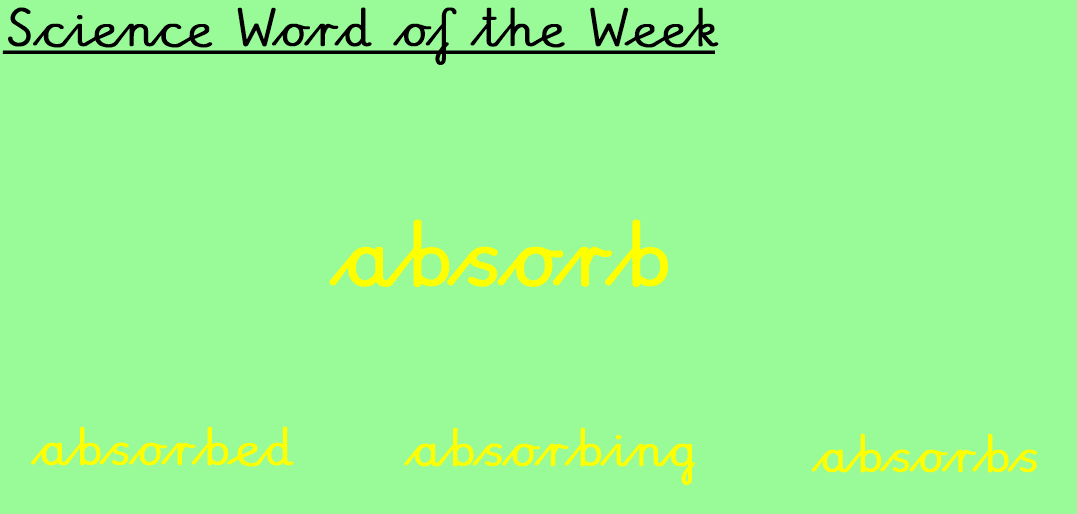 Science Word of the Week
absorb
absorbed absorbing absorbs